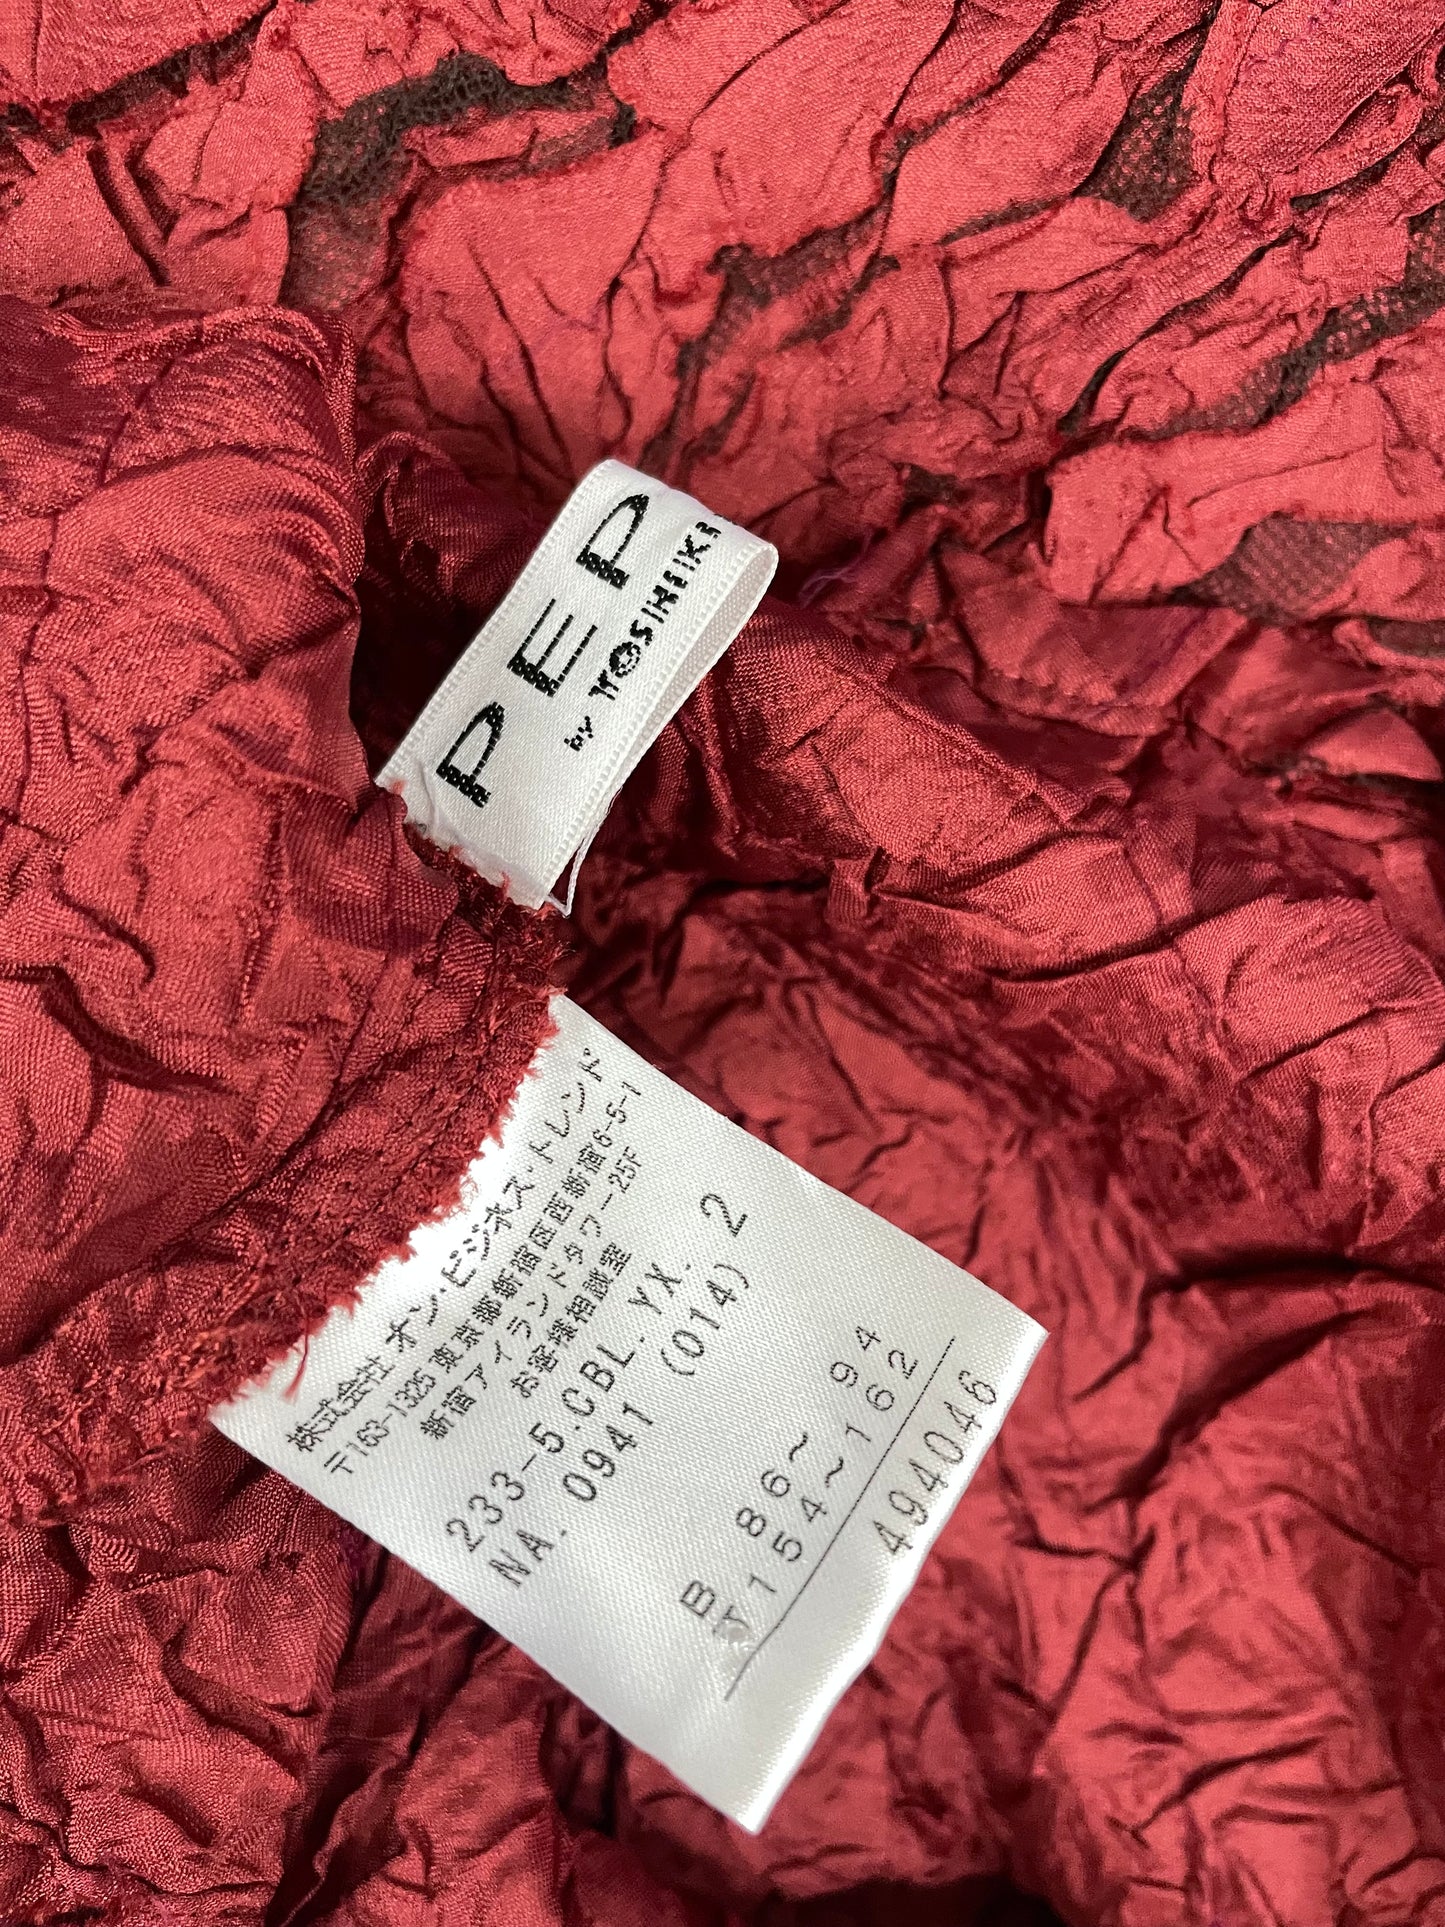 PEP
by YOSHIKI
株式会社 オン・ビジネス・トレンド
〒163-1325 東京都新宿区西新宿6-5-1
新宿アイランドタワー25F
お客様相談室
233-5.CBL.YX. 2
NA. 0941 (014)
B 86～94
T 154～162
494046